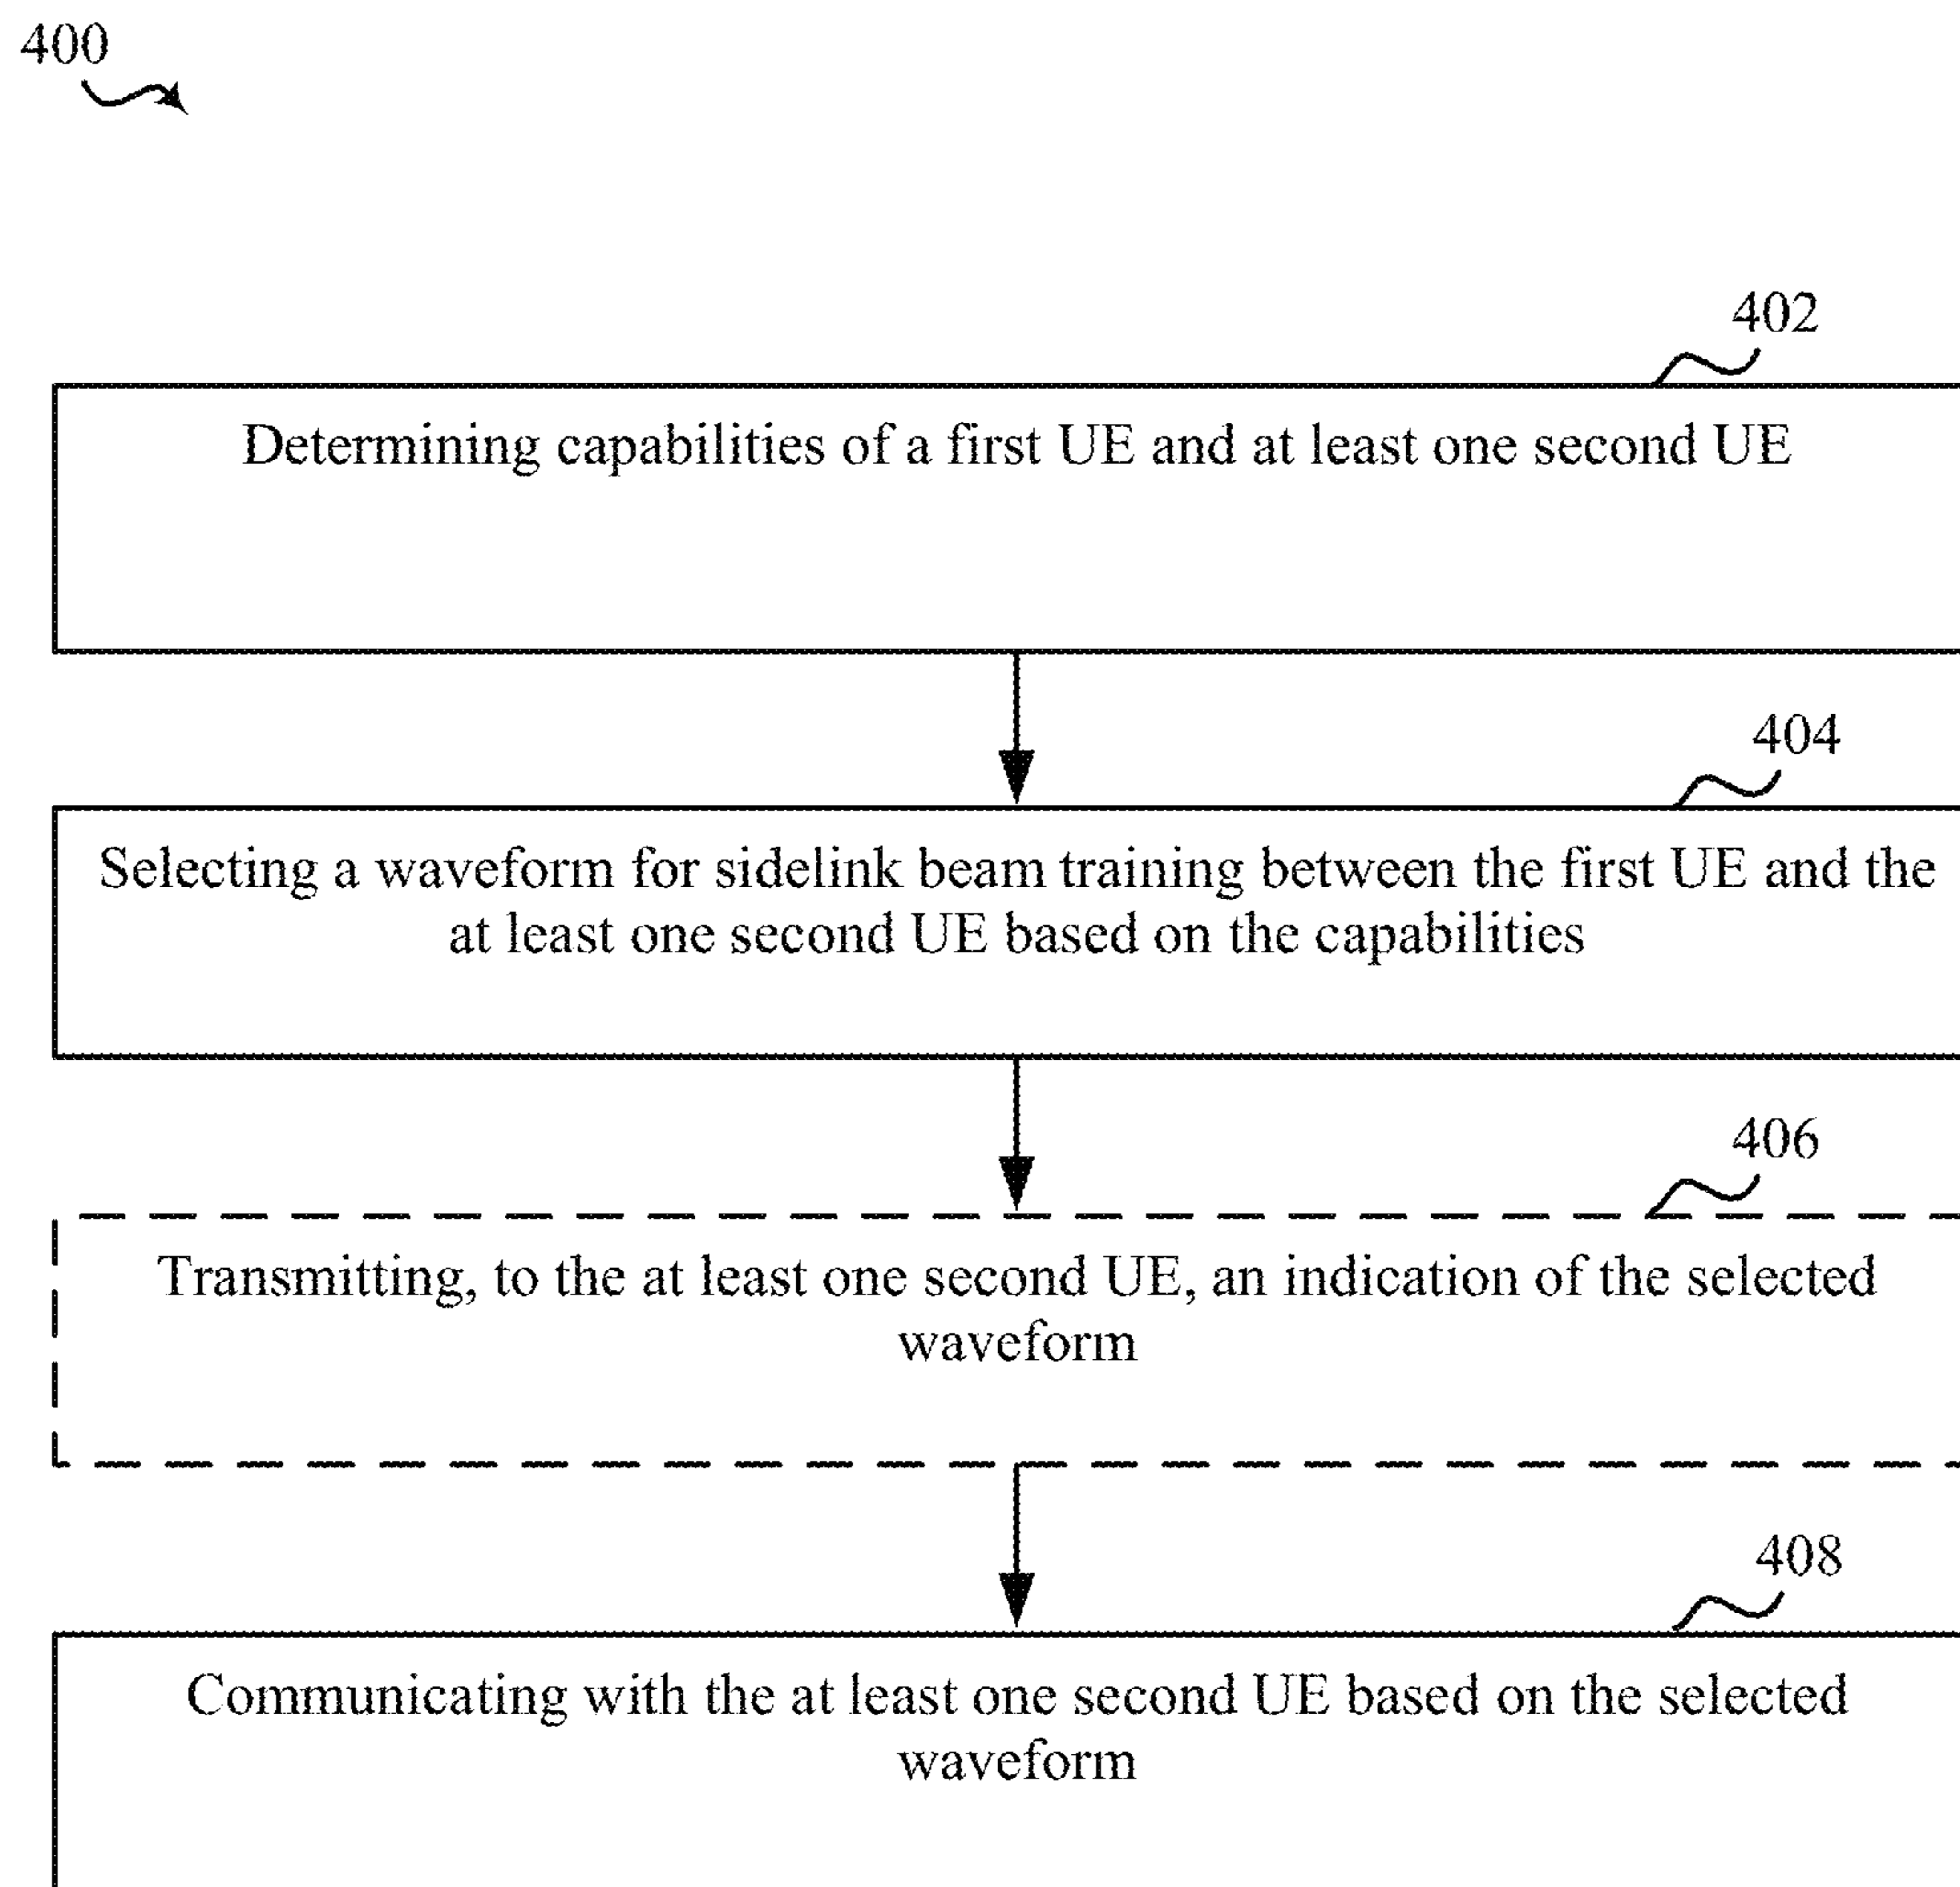 400
402
Determining capabilities of a first UE and at least one second UE
404
Selecting a waveform for sidelink beam training between the first UE and the
at least one second UE based on the capabilities
406
Transmitting, to the at least one second UE, an indication of the selected
waveform
408
Communicating with the at least one second UE based on the selected
waveform